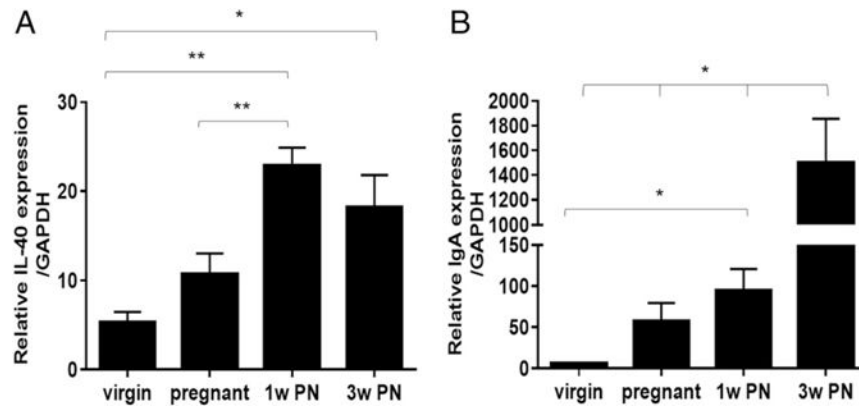 A
*
**
**
Relative IL-40 expression
/GAPDH
30
20
10
0
virgin pregnant 1w PN 3w PN
B
*
*
Relative IgA expression
/GAPDH
2000
1800
1600
1400
1200
1000
150
100
50
0
virgin pregnant 1w PN 3w PN